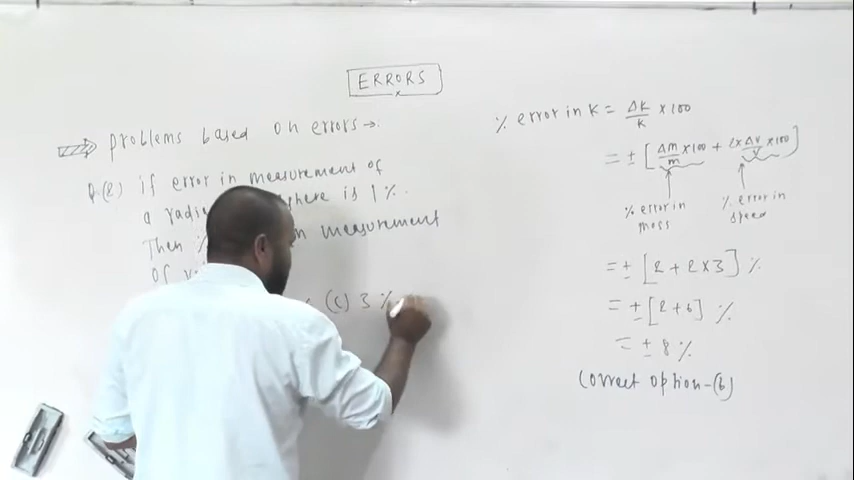 ERRORS
problems based on errors →
Q(2) if error in measurement of
a radi sphere is 1%.
Then % measurement
of
(c) 3%
% error in K = ΔK/K × 100
= ± [Δm/m × 100 + 2 × Δv/v × 100]
% error in mass
% error in speed
= ± [2 + 2 × 3] %
= ± [2 + 6] %
= ± 8 %
Correct option-(b)